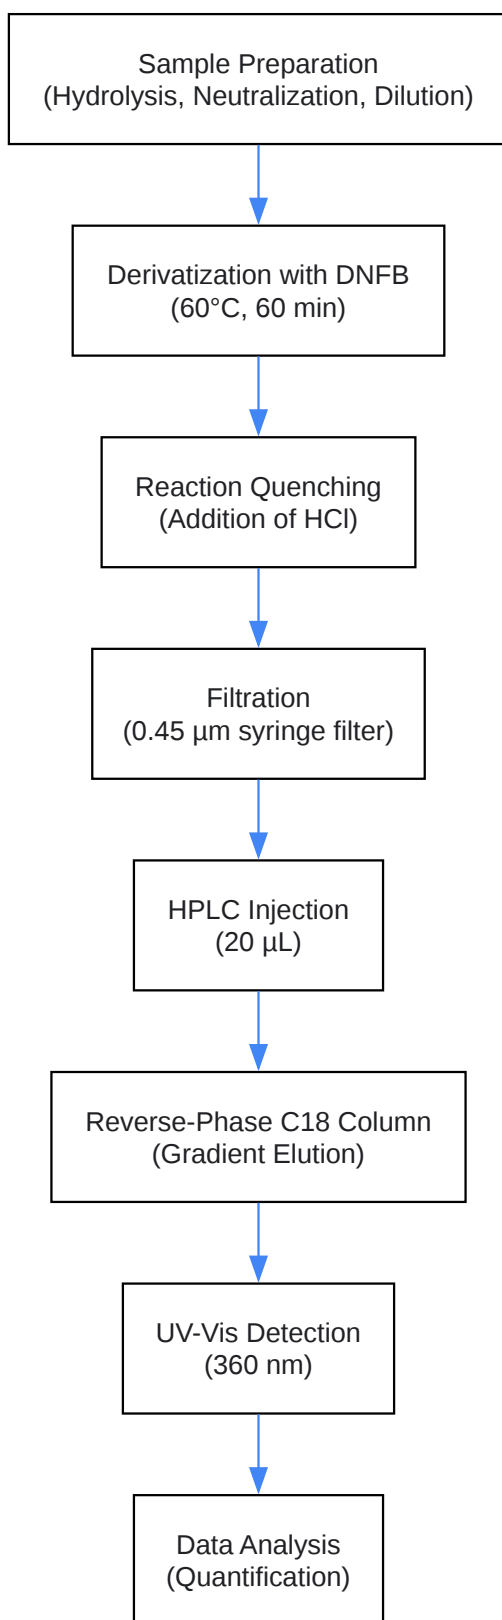 Sample Preparation
(Hydrolysis, Neutralization, Dilution)
Derivatization with DNFB
(60°C, 60 min)
Reaction Quenching
(Addition of HCl)
Filtration
(0.45 µm syringe filter)
HPLC Injection
(20 µL)
Reverse-Phase C18 Column
(Gradient Elution)
UV-Vis Detection
(360 nm)
Data Analysis
(Quantification)